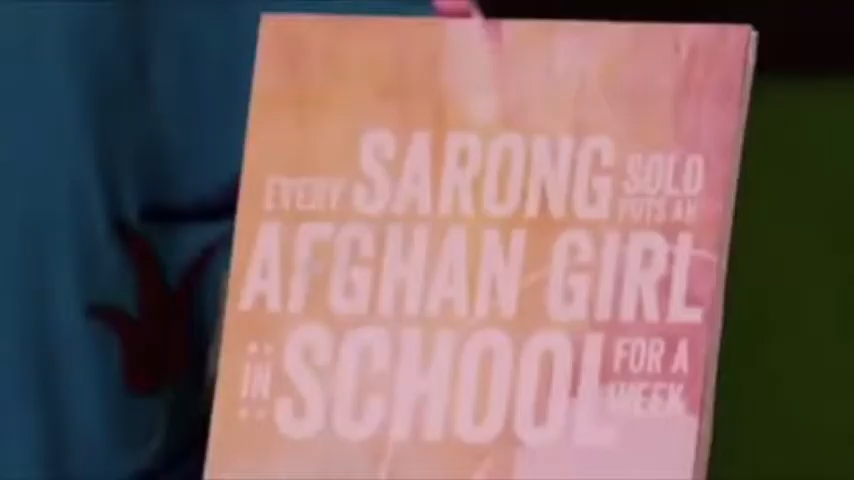 EVERY SARONG SOLD
PUTS AN
AFGHAN GIRL
IN SCHOOL FOR A
WEEK